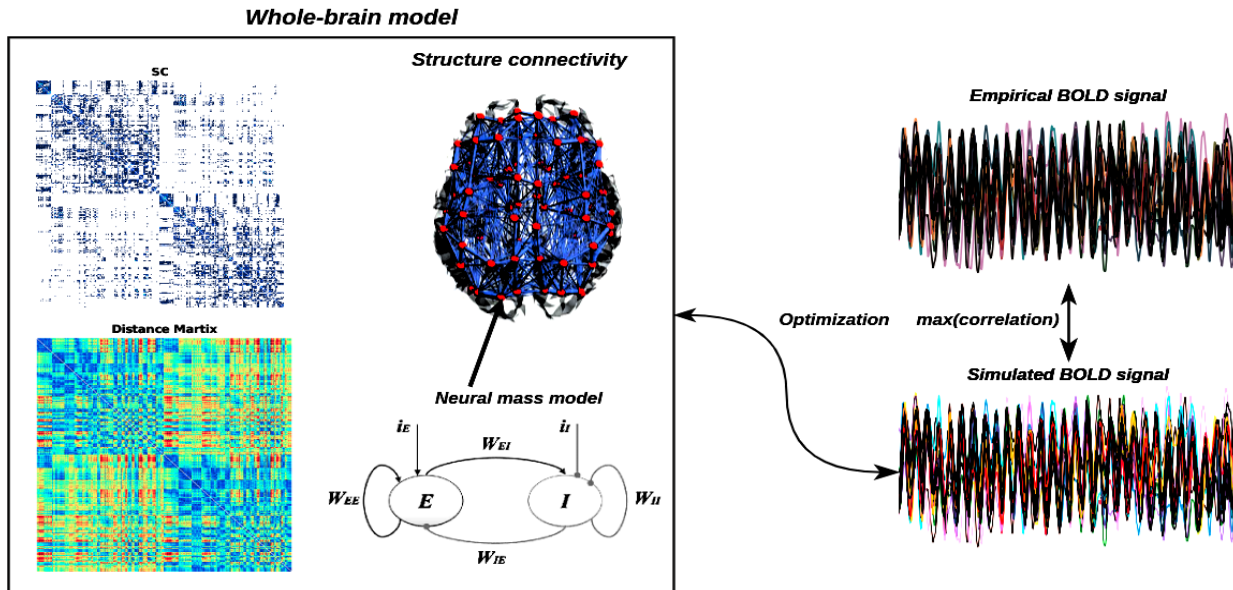 Whole-brain model
SC
Structure connectivity
Distance Martix
Neural mass model
iE
iI
WEI
WEE
E
I
WII
WIE
Empirical BOLD signal
Optimization
max(correlation)
Simulated BOLD signal